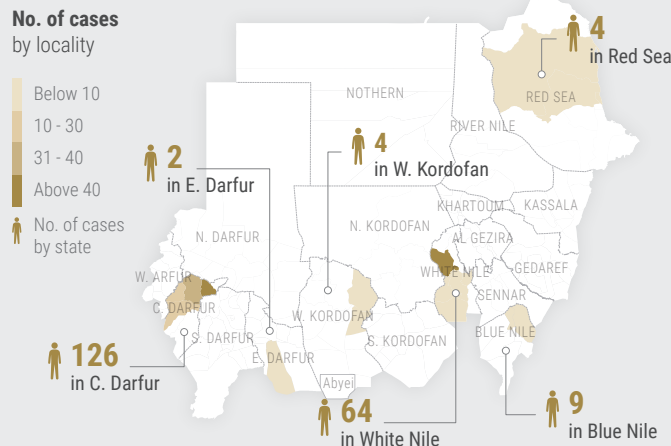 No. of cases
by locality
Below 10
10 - 30
31 - 40
Above 40
No. of cases
by state
4
in Red Sea
RED SEA
NOTHERN
RIVER NILE
4
in W. Kordofan
2
in E. Darfur
KHARTOUM
KASSALA
N. KORDOFAN
N. DARFUR
AL GEZIRA
GEDAREF
W. ARFUR
WHITE NILE
SENNAR
C. DARFUR
W. KORDOFAN
S. DARFUR
S. KORDOFAN
BLUE NILE
E. DARFUR
Abyei
126
in C. Darfur
64
in White Nile
9
in Blue Nile